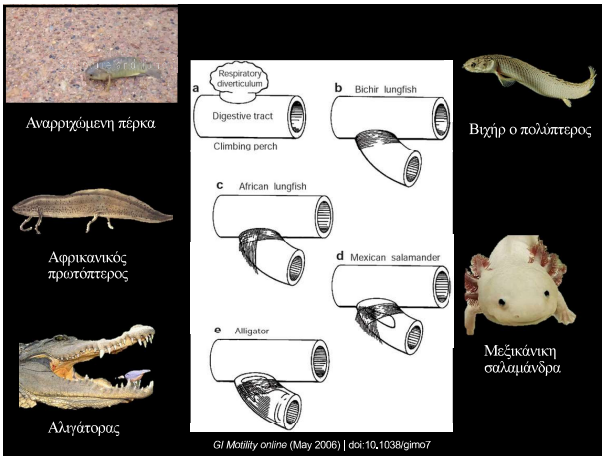 Αναρριχώμενη πέρκα
Αφρικανικός
πρωτόπτερος
Αλιγάτορας
a
Respiratory
diverticulum
Digestive tract
Climbing perch
b Bichir lungfish
c African lungfish
d Mexican salamander
e Alligator
Βιχήρ ο πολύπτερος
Μεξικάνικη
σαλαμάνδρα
GI Motility online (May 2006) | doi:10.1038/gimo7